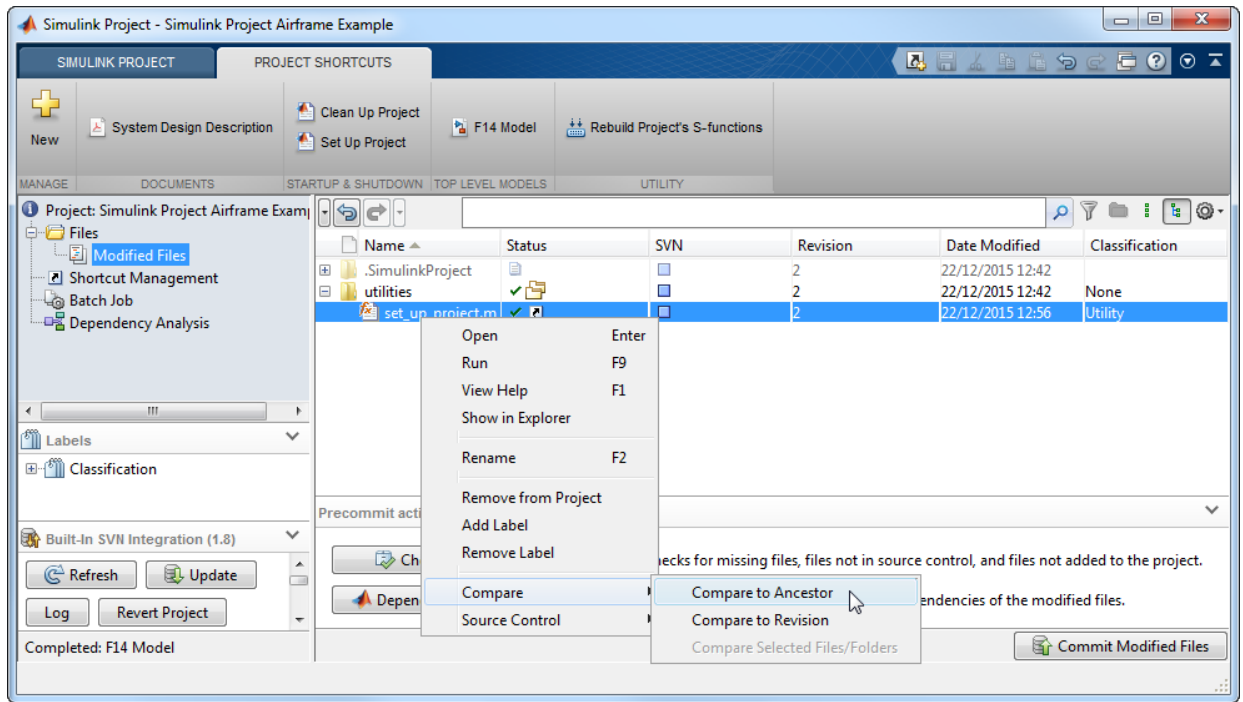 Simulink Project - Simulink Project Airframe Example
SIMULINK PROJECT PROJECT SHORTCUTS
New
System Design Description
Clean Up Project
Set Up Project
F14 Model
Rebuild Project's S-functions
MANAGE DOCUMENTS STARTUP & SHUTDOWN TOP LEVEL MODELS UTILITY
Project: Simulink Project Airframe Exam
Files
Modified Files
Shortcut Management
Batch Job
Dependency Analysis
Name Status SVN Revision Date Modified Classification
.SimulinkProject 2 22/12/2015 12:42
utilities 2 22/12/2015 12:42 None
set_up_project.m 2 22/12/2015 12:56 Utility
Open Enter
Run F9
View Help F1
Show in Explorer
Rename F2
Remove from Project
Add Label
Remove Label
Compare
Source Control
Compare to Ancestor
Compare to Revision
Compare Selected Files/Folders
Labels
Classification
Built-In SVN Integration (1.8)
Refresh Update
Log Revert Project
Completed: F14 Model
Precommit acti
Ch ecks for missing files, files not in source control, and files not added to the project.
Depen endencies of the modified files.
Commit Modified Files